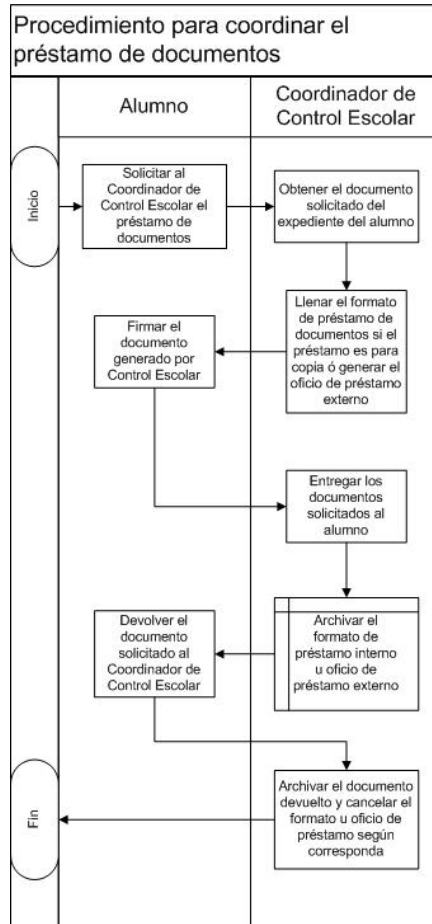 Procedimiento para coordinar el
préstamo de documentos
Alumno
Coordinador de
Control Escolar
Inicio
Solicitar al
Coordinador de
Control Escolar el
préstamo de
documentos
Obtener el documento
solicitado del
expediente del alumno
Llenar el formato
de préstamo de
documentos si el
préstamo es para
copia ó generar el
oficio de préstamo
externo
Firmar el
documento
generado por
Control Escolar
Entregar los
documentos
solicitados al
alumno
Archivar el
formato de
préstamo interno
u oficio de
préstamo externo
Devolver el
documento
solicitado al
Coordinador de
Control Escolar
Archivar el documento
devuelto y cancelar el
formato u oficio de
préstamo según
corresponda
Fin